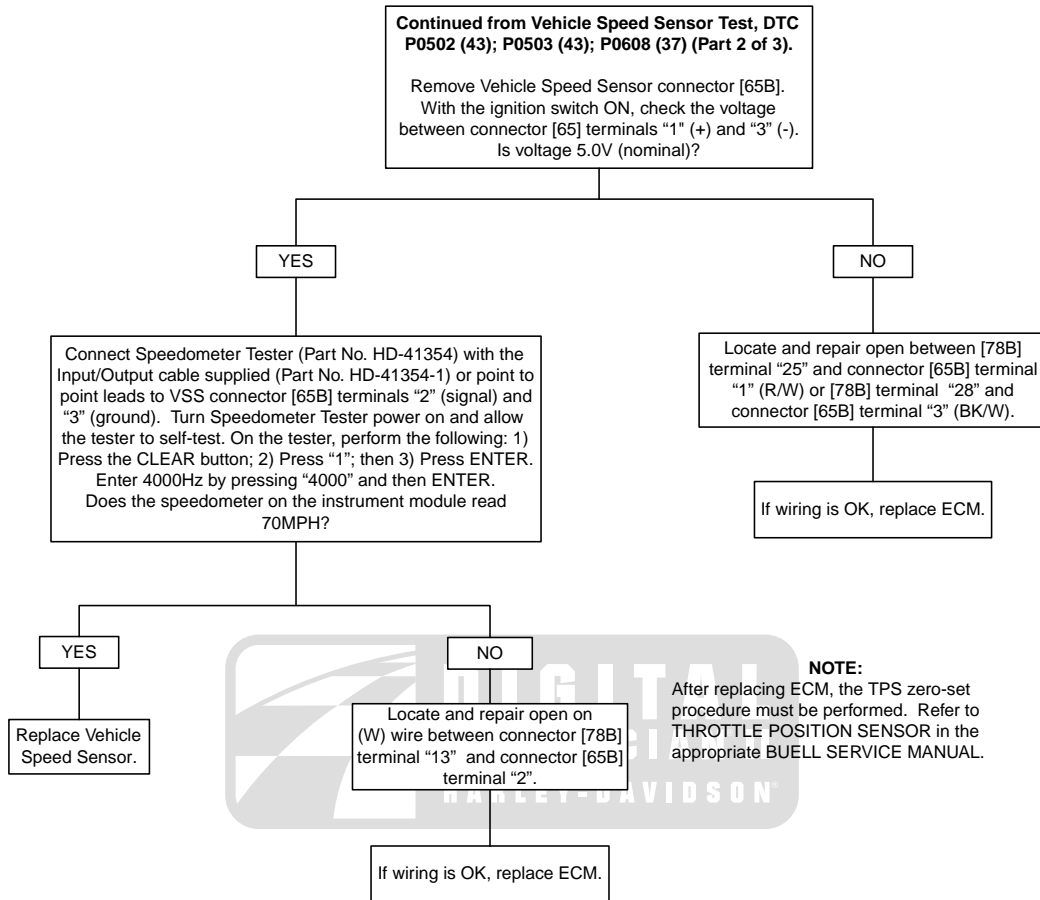 Continued from Vehicle Speed Sensor Test, DTC
P0502 (43); P0503 (43); P0608 (37) (Part 2 of 3).
Remove Vehicle Speed Sensor connector [65B].
With the ignition switch ON, check the voltage
between connector [65] terminals “1" (+) and “3” (-).
Is voltage 5.0V (nominal)?
YES
NO
Connect Speedometer Tester (Part No. HD-41354) with the
Input/Output cable supplied (Part No. HD-41354-1) or point to
point leads to VSS connector [65B] terminals “2” (signal) and
“3” (ground). Turn Speedometer Tester power on and allow
the tester to self-test. On the tester, perform the following: 1)
Press the CLEAR button; 2) Press “1”; then 3) Press ENTER.
Enter 4000Hz by pressing “4000” and then ENTER.
Does the speedometer on the instrument module read
70MPH?
Locate and repair open between [78B]
terminal “25” and connector [65B] terminal
“1” (R/W) or [78B] terminal “28” and
connector [65B] terminal “3” (BK/W).
If wiring is OK, replace ECM.
YES
NO
Replace Vehicle
Speed Sensor.
Locate and repair open on
(W) wire between connector [78B]
terminal “13” and connector [65B]
terminal “2”.
If wiring is OK, replace ECM.
NOTE:
After replacing ECM, the TPS zero-set
procedure must be performed. Refer to
THROTTLE POSITION SENSOR in the
appropriate BUELL SERVICE MANUAL.
DIGITAL
HARLEY-DAVIDSON